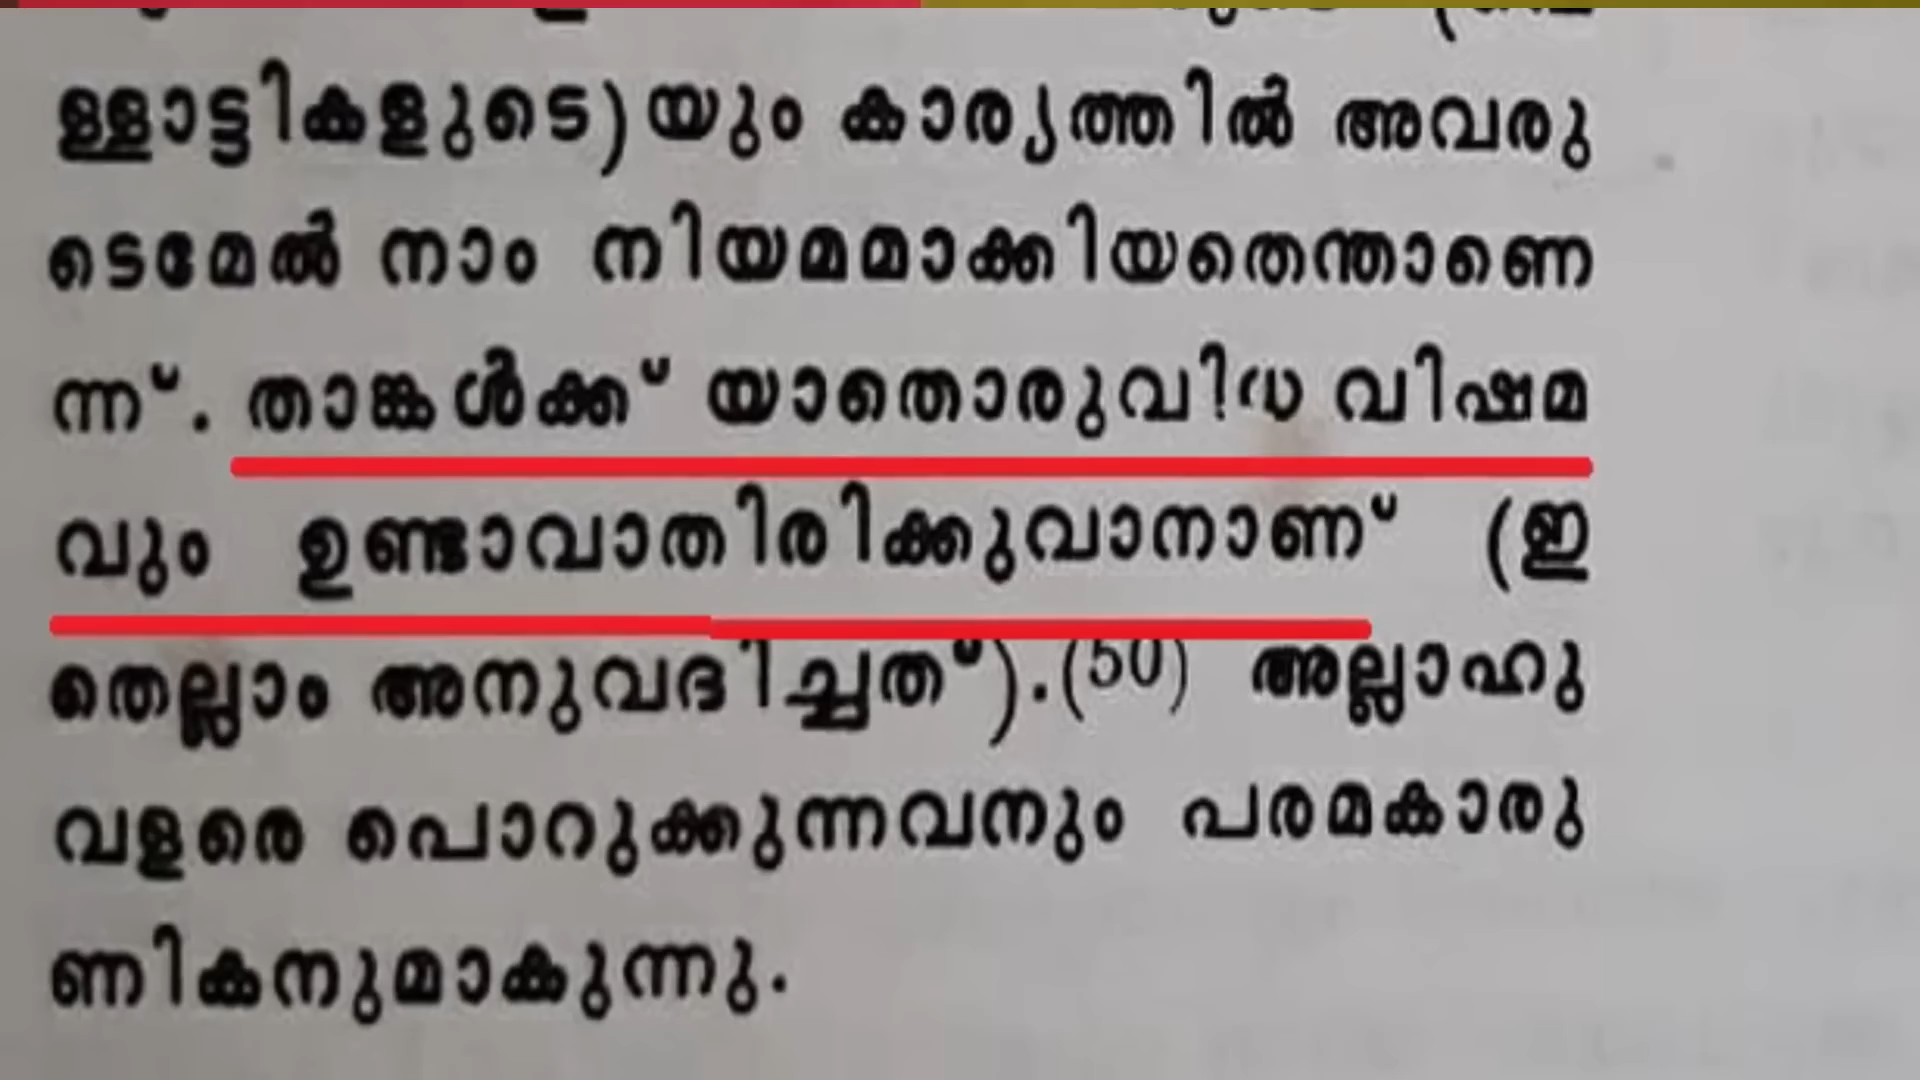 ള്ളാട്ടികളുടെ)യും കാര്യത്തിൽ അവരു
ടെമേൽ നാം നിയമമാക്കിയതെന്താണെ
ന്ന്. താങ്കൾക്ക് യാതൊരുവിധ വിഷമ
വും ഉണ്ടാവാതിരിക്കുവാനാണ് (ഇ
തെല്ലാം അനുവദിച്ചത്).(50) അല്ലാഹു
വളരെ പൊറുക്കുന്നവനും പരമകാരു
ണികനുമാകുന്നു.